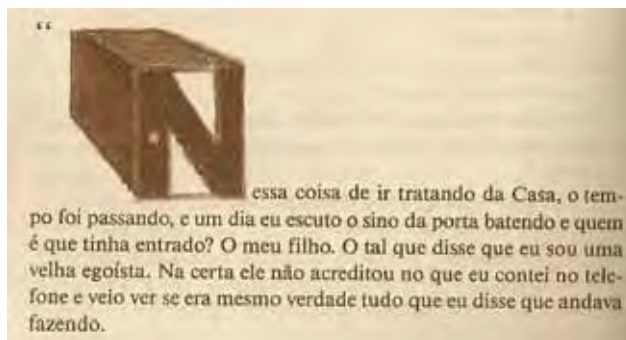 “
N
essa coisa de ir tratando da Casa, o tem-
po foi passando, e um dia eu escuto o sino da porta batendo e quem
é que tinha entrado? O meu filho. O tal que disse que eu sou uma
velha egoísta. Na certa ele não acreditou no que eu contei no tele-
fone e veio ver se era mesmo verdade tudo que eu disse que andava
fazendo.